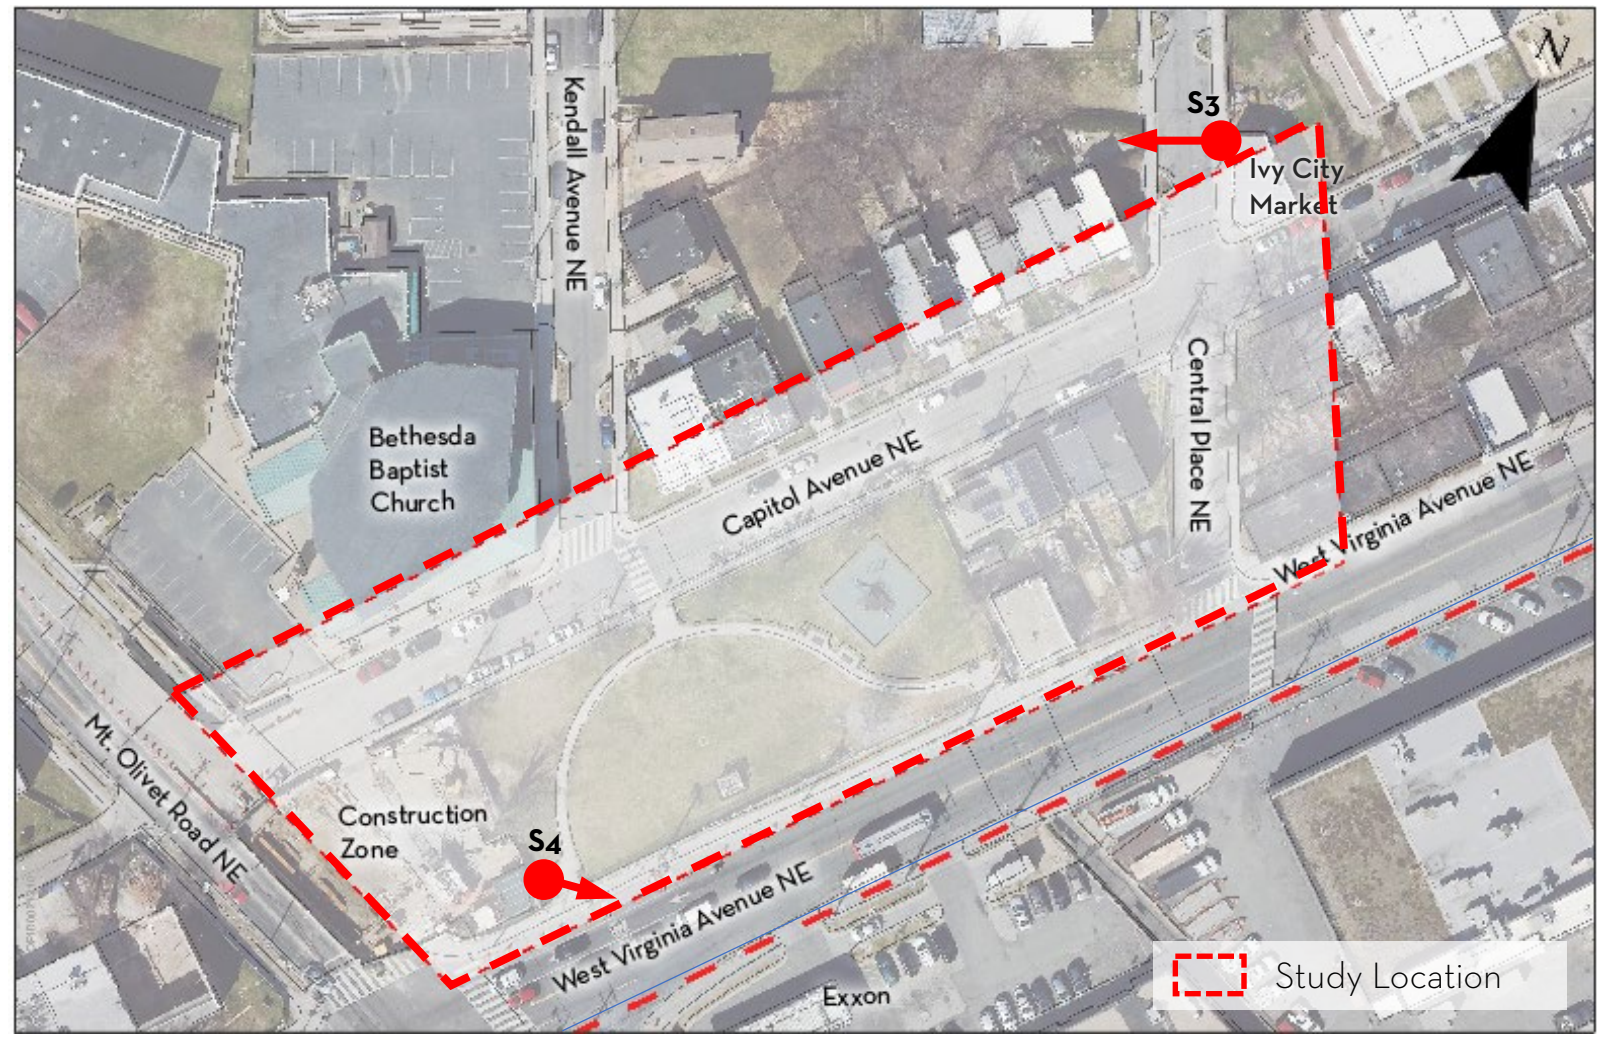 N
Kendall Avenue NE
S3
Ivy City
Market
Bethesda
Baptist
Church
Capitol Avenue NE
Central Place NE
West Virginia Avenue NE
Mt. Olivet Road NE
Construction
Zone
S4
West Virginia Avenue NE
Exxon
Study Location